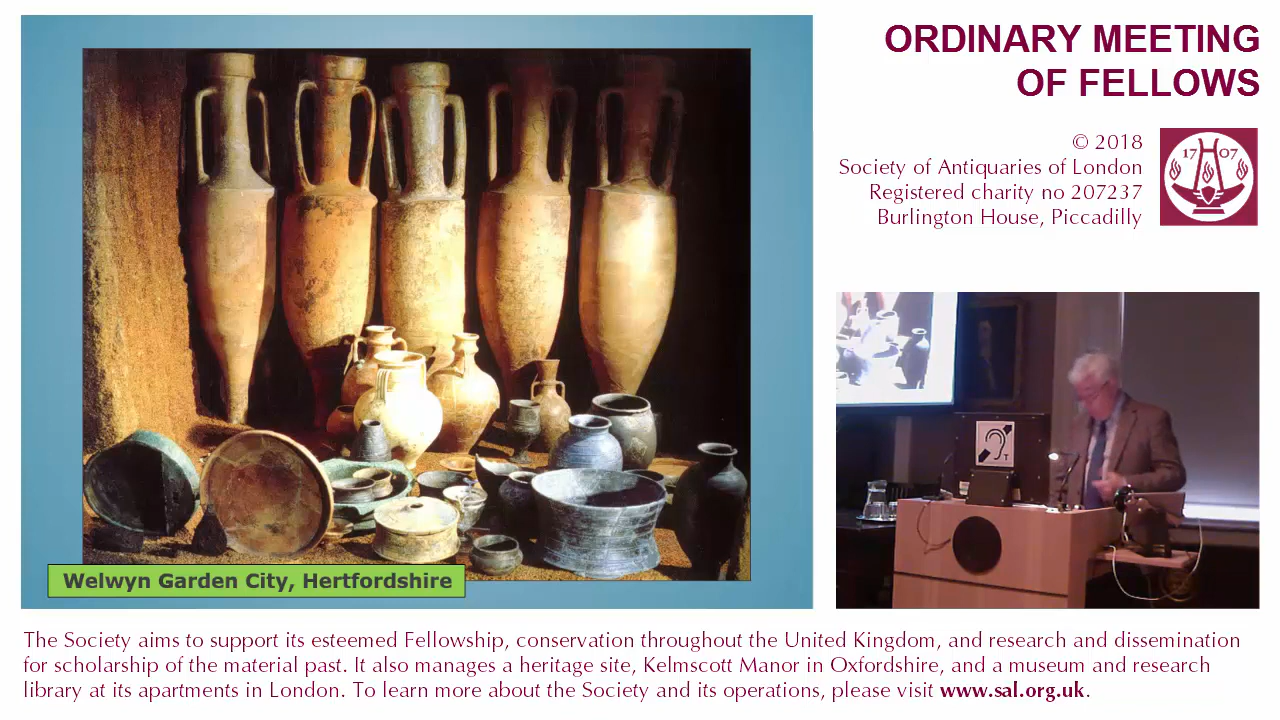 ORDINARY MEETING
OF FELLOWS
© 2018
Society of Antiquaries of London
Registered charity no 207237
Burlington House, Piccadilly
17 07
T
Welwyn Garden City, Hertfordshire
The Society aims to support its esteemed Fellowship, conservation throughout the United Kingdom, and research and dissemination
for scholarship of the material past. It also manages a heritage site, Kelmscott Manor in Oxfordshire, and a museum and research
library at its apartments in London. To learn more about the Society and its operations, please visit www.sal.org.uk.